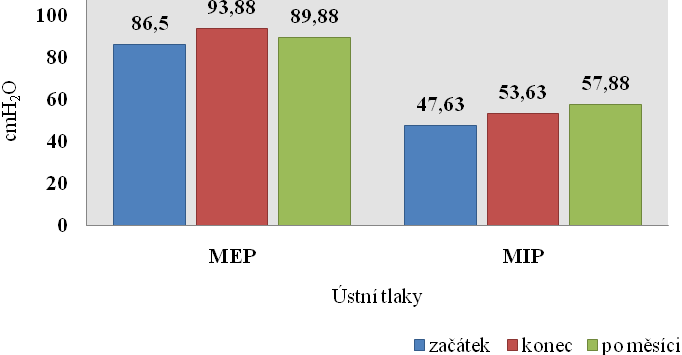 100
80
60
40
20
0
cmH₂O
86,5
93,88
89,88
47,63
53,63
57,88
MEP
MIP
Ústní tlaky
začátek konec po měsíci